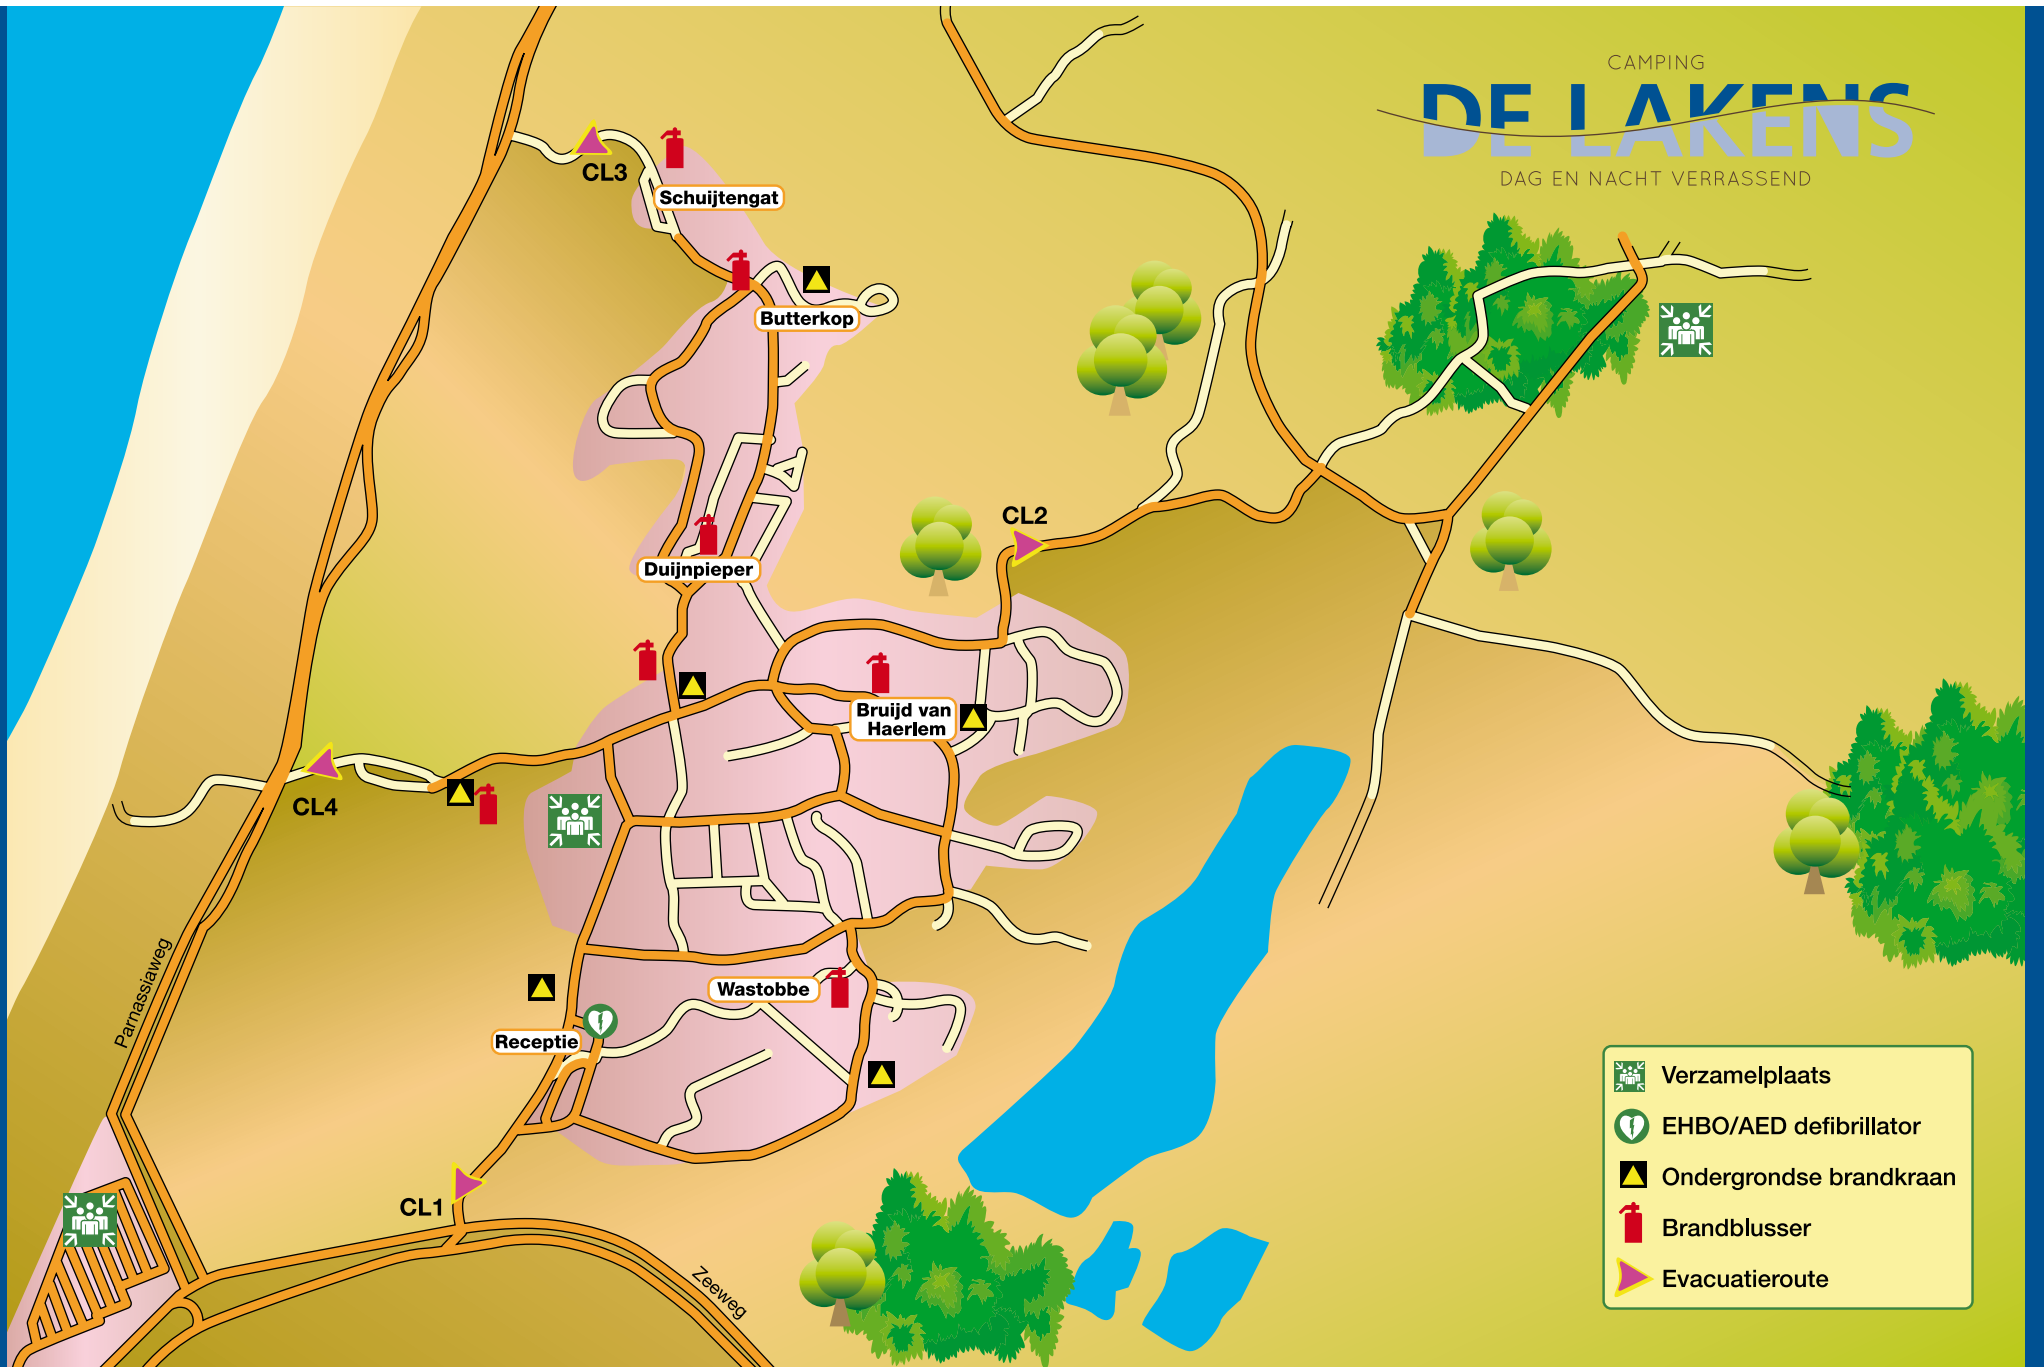 CAMPING
DE LAKENS
DAG EN NACHT VERRASSEND
CL3
Schuijtengat
Butterkop
CL2
Duijnpieper
Bruijd van
Haerlem
CL4
Parnassiaweg
Wastobbe
Receptie
CL1
Zeeweg
Verzamelplaats
EHBO/AED defibrillator
Ondergrondse brandkraan
Brandblusser
Evacuatieroute